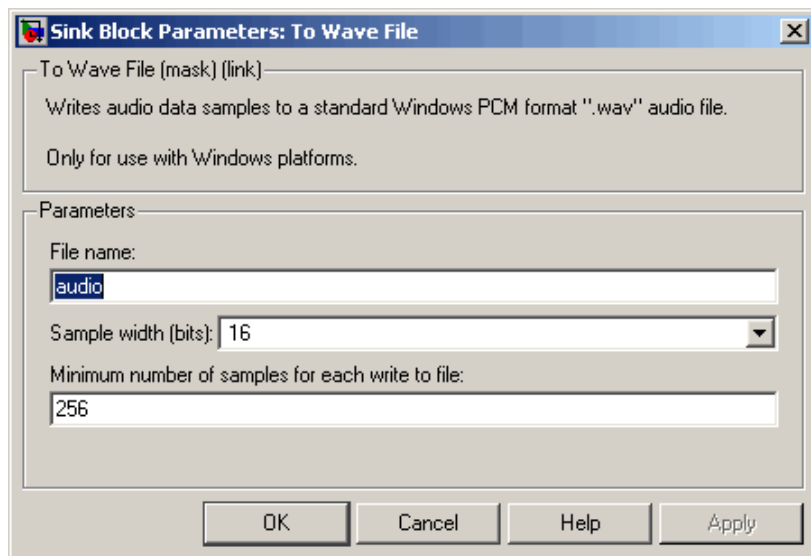 Sink Block Parameters: To Wave File
To Wave File (mask) (link)
Writes audio data samples to a standard Windows PCM format ".wav" audio file.
Only for use with Windows platforms.
Parameters
File name:
audio
Sample width (bits): 16
Minimum number of samples for each write to file:
256
OK Cancel Help Apply